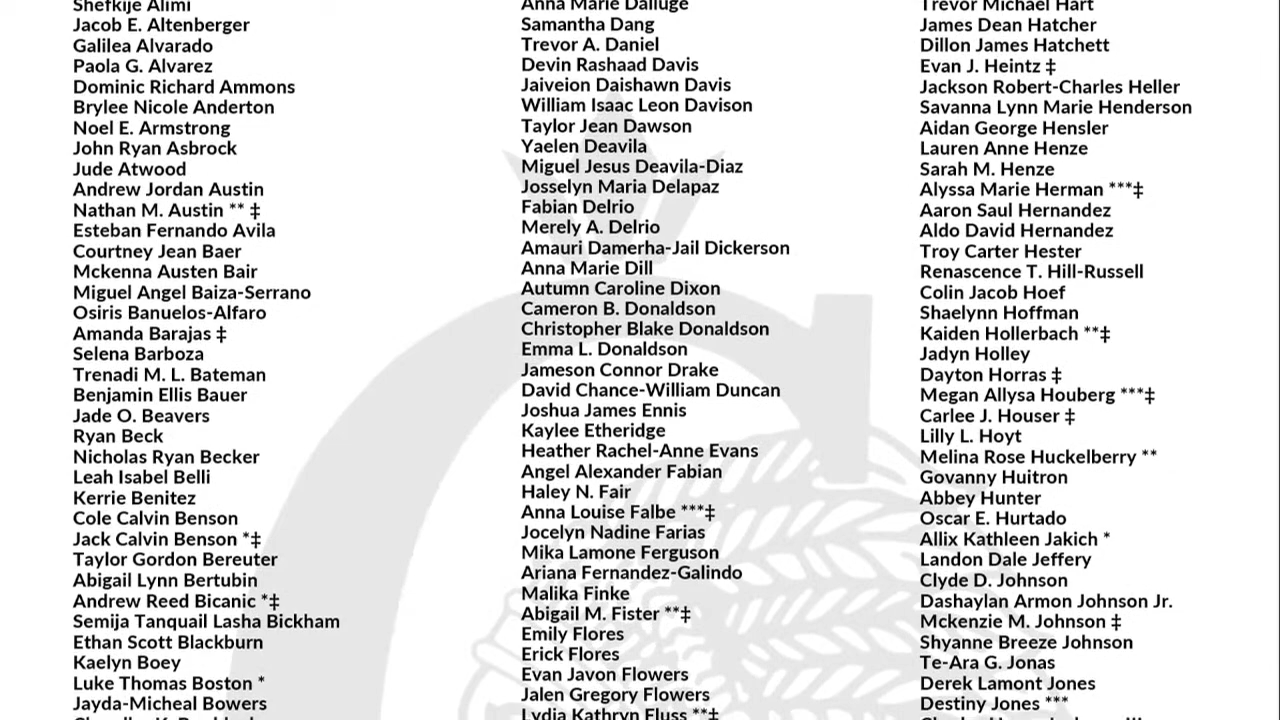 Shefkije Alimi
Jacob E. Altenberger
Galilea Alvarado
Paola G. Alvarez
Dominic Richard Ammons
Brylee Nicole Anderton
Noel E. Armstrong
John Ryan Asbrock
Jude Atwood
Andrew Jordan Austin
Nathan M. Austin ** ‡
Esteban Fernando Avila
Courtney Jean Baer
Mckenna Austen Bair
Miguel Angel Baiza-Serrano
Osiris Banuelos-Alfaro
Amanda Barajas ‡
Selena Barboza
Trenadi M. L. Bateman
Benjamin Ellis Bauer
Jade O. Beavers
Ryan Beck
Nicholas Ryan Becker
Leah Isabel Belli
Kerrie Benitez
Cole Calvin Benson
Jack Calvin Benson *‡
Taylor Gordon Bereuter
Abigail Lynn Bertubin
Andrew Reed Bicanic *‡
Semija Tanquail Lasha Bickham
Ethan Scott Blackburn
Kaelyn Boey
Luke Thomas Boston *
Jayda-Micheal Bowers
Anna Marie Dalluge
Samantha Dang
Trevor A. Daniel
Devin Rashaad Davis
Jaiveion Daishawn Davis
William Isaac Leon Davison
Taylor Jean Dawson
Yaelen Deavila
Miguel Jesus Deavila-Diaz
Josselyn Maria Delapaz
Fabian Delrio
Merely A. Delrio
Amauri Damerha-Jail Dickerson
Anna Marie Dill
Autumn Caroline Dixon
Cameron B. Donaldson
Christopher Blake Donaldson
Emma L. Donaldson
Jameson Connor Drake
David Chance-William Duncan
Joshua James Ennis
Kaylee Etheridge
Heather Rachel-Anne Evans
Angel Alexander Fabian
Haley N. Fair
Anna Louise Falbe ***‡
Jocelyn Nadine Farias
Mika Lamone Ferguson
Ariana Fernandez-Galindo
Malika Finke
Abigail M. Fister **‡
Emily Flores
Erick Flores
Evan Javon Flowers
Jalen Gregory Flowers
Lydia Kathryn Fluss **‡
Trevor Michael Hart
James Dean Hatcher
Dillon James Hatchett
Evan J. Heintz ‡
Jackson Robert-Charles Heller
Savanna Lynn Marie Henderson
Aidan George Hensler
Lauren Anne Henze
Sarah M. Henze
Alyssa Marie Herman ***‡
Aaron Saul Hernandez
Aldo David Hernandez
Troy Carter Hester
Renascence T. Hill-Russell
Colin Jacob Hoef
Shaelynn Hoffman
Kaiden Hollerbach **‡
Jadyn Holley
Dayton Horras ‡
Megan Allysa Houberg ***‡
Carlee J. Houser ‡
Lilly L. Hoyt
Melina Rose Huckelberry **
Govanny Huitron
Abbey Hunter
Oscar E. Hurtado
Allix Kathleen Jakich *
Landon Dale Jeffery
Clyde D. Johnson
Dashaylan Armon Johnson Jr.
Mckenzie M. Johnson ‡
Shyanne Breeze Johnson
Te-Ara G. Jonas
Derek Lamont Jones
Destiny Jones ***